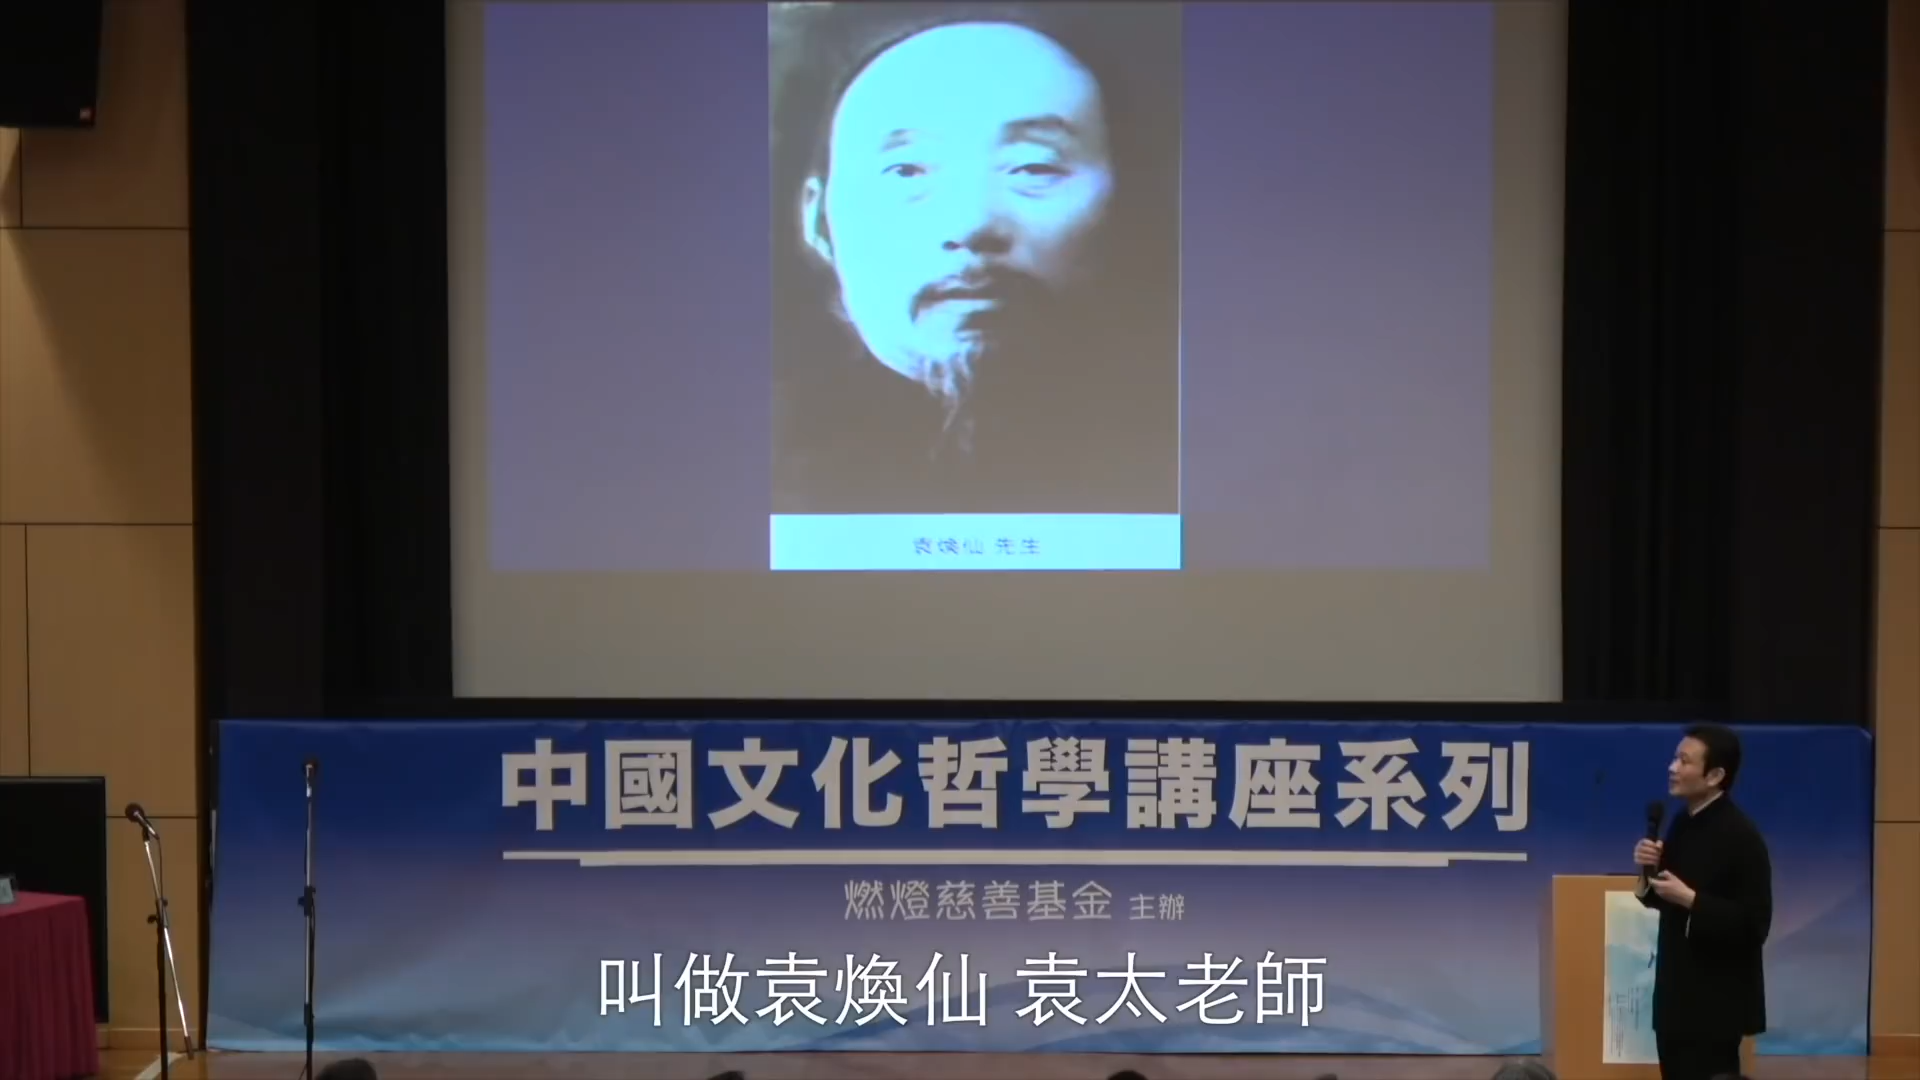 袁煥仙 先生
中國文化哲學講座系列
燃燈慈善基金 主辦
叫做袁煥仙 袁太老師